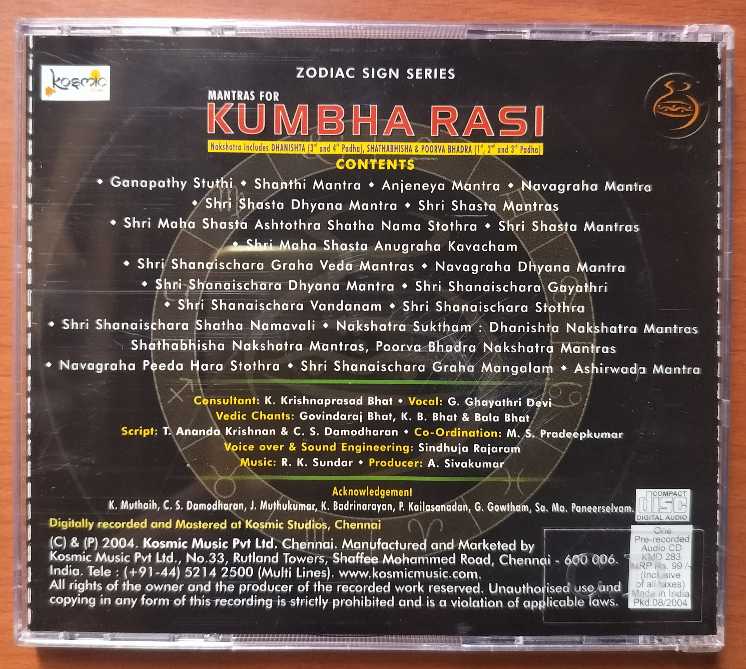 Kosmic
ZODIAC SIGN SERIES
MANTRAS FOR
KUMBHA RASI
Nakshatra includes DHANISHTA (3rd and 4th Padha), SHATHABHISHA & POORVA BHADRA (1st, 2nd and 3rd Padha)
CONTENTS
• Ganapathy Stuthi • Shanthi Mantra • Anjeneya Mantra • Navagraha Mantra
• Shri Shasta Dhyana Mantra • Shri Shasta Mantras
• Shri Maha Shasta Ashtothra Shatha Nama Stothra • Shri Shasta Mantras
• Shri Maha Shasta Anugraha Kavacham
• Shri Shanaischara Graha Veda Mantras • Navagraha Dhyana Mantra
• Shri Shanaischara Dhyana Mantra • Shri Shanaischara Gayathri
• Shri Shanaischara Vandanam • Shri Shanaischara Stothra
• Shri Shanaischara Shatha Namavali • Nakshatra Suktham : Dhanishta Nakshatra Mantras
Shathabhisha Nakshatra Mantras, Poorva Bhadra Nakshatra Mantras
• Navagraha Peeda Hara Stothra • Shri Shanaischara Graha Mangalam • Ashirwada Mantra
Consultant: K. Krishnaprasad Bhat • Vocal: G. Ghayathri Devi
Vedic Chants: Govindaraj Bhat, K. B. Bhat & Bala Bhat
Script: T. Ananda Krishnan & C. S. Damodharan • Co-Ordination: M. S. Pradeepkumar
Voice over & Sound Engineering: Sindhuja Rajaram
Music: R. K. Sundar • Producer: A. Sivakumar
Acknowledgement
K. Muthaih, C. S. Damodharan, J. Muthukumar, K. Badrinarayan, P. Kailasanadan, G. Gowtham, Sa. Ma. Paneerselvam.
Digitally recorded and Mastered at Kosmic Studios, Chennai
(C) & (P) 2004. Kosmic Music Pvt Ltd. Chennai. Manufactured and Marketed by
Kosmic Music Pvt Ltd., No.33, Rutland Towers, Shaffee Mohammed Road, Chennai - 600 006.
India. Tele : (+91-44) 5214 2500 (Multi Lines). www.kosmicmusic.com.
All rights of the owner and the producer of the recorded work reserved. Unauthorised use and
copying in any form of this recording is strictly prohibited and is a violation of applicable laws.
COMPACT
disc
DIGITAL AUDIO
One
Pre-recorded
Audio CD
KMD 283
MRP Rs. 99/-
(Inclusive
of all taxes)
Made in India
Pkd.08/2004